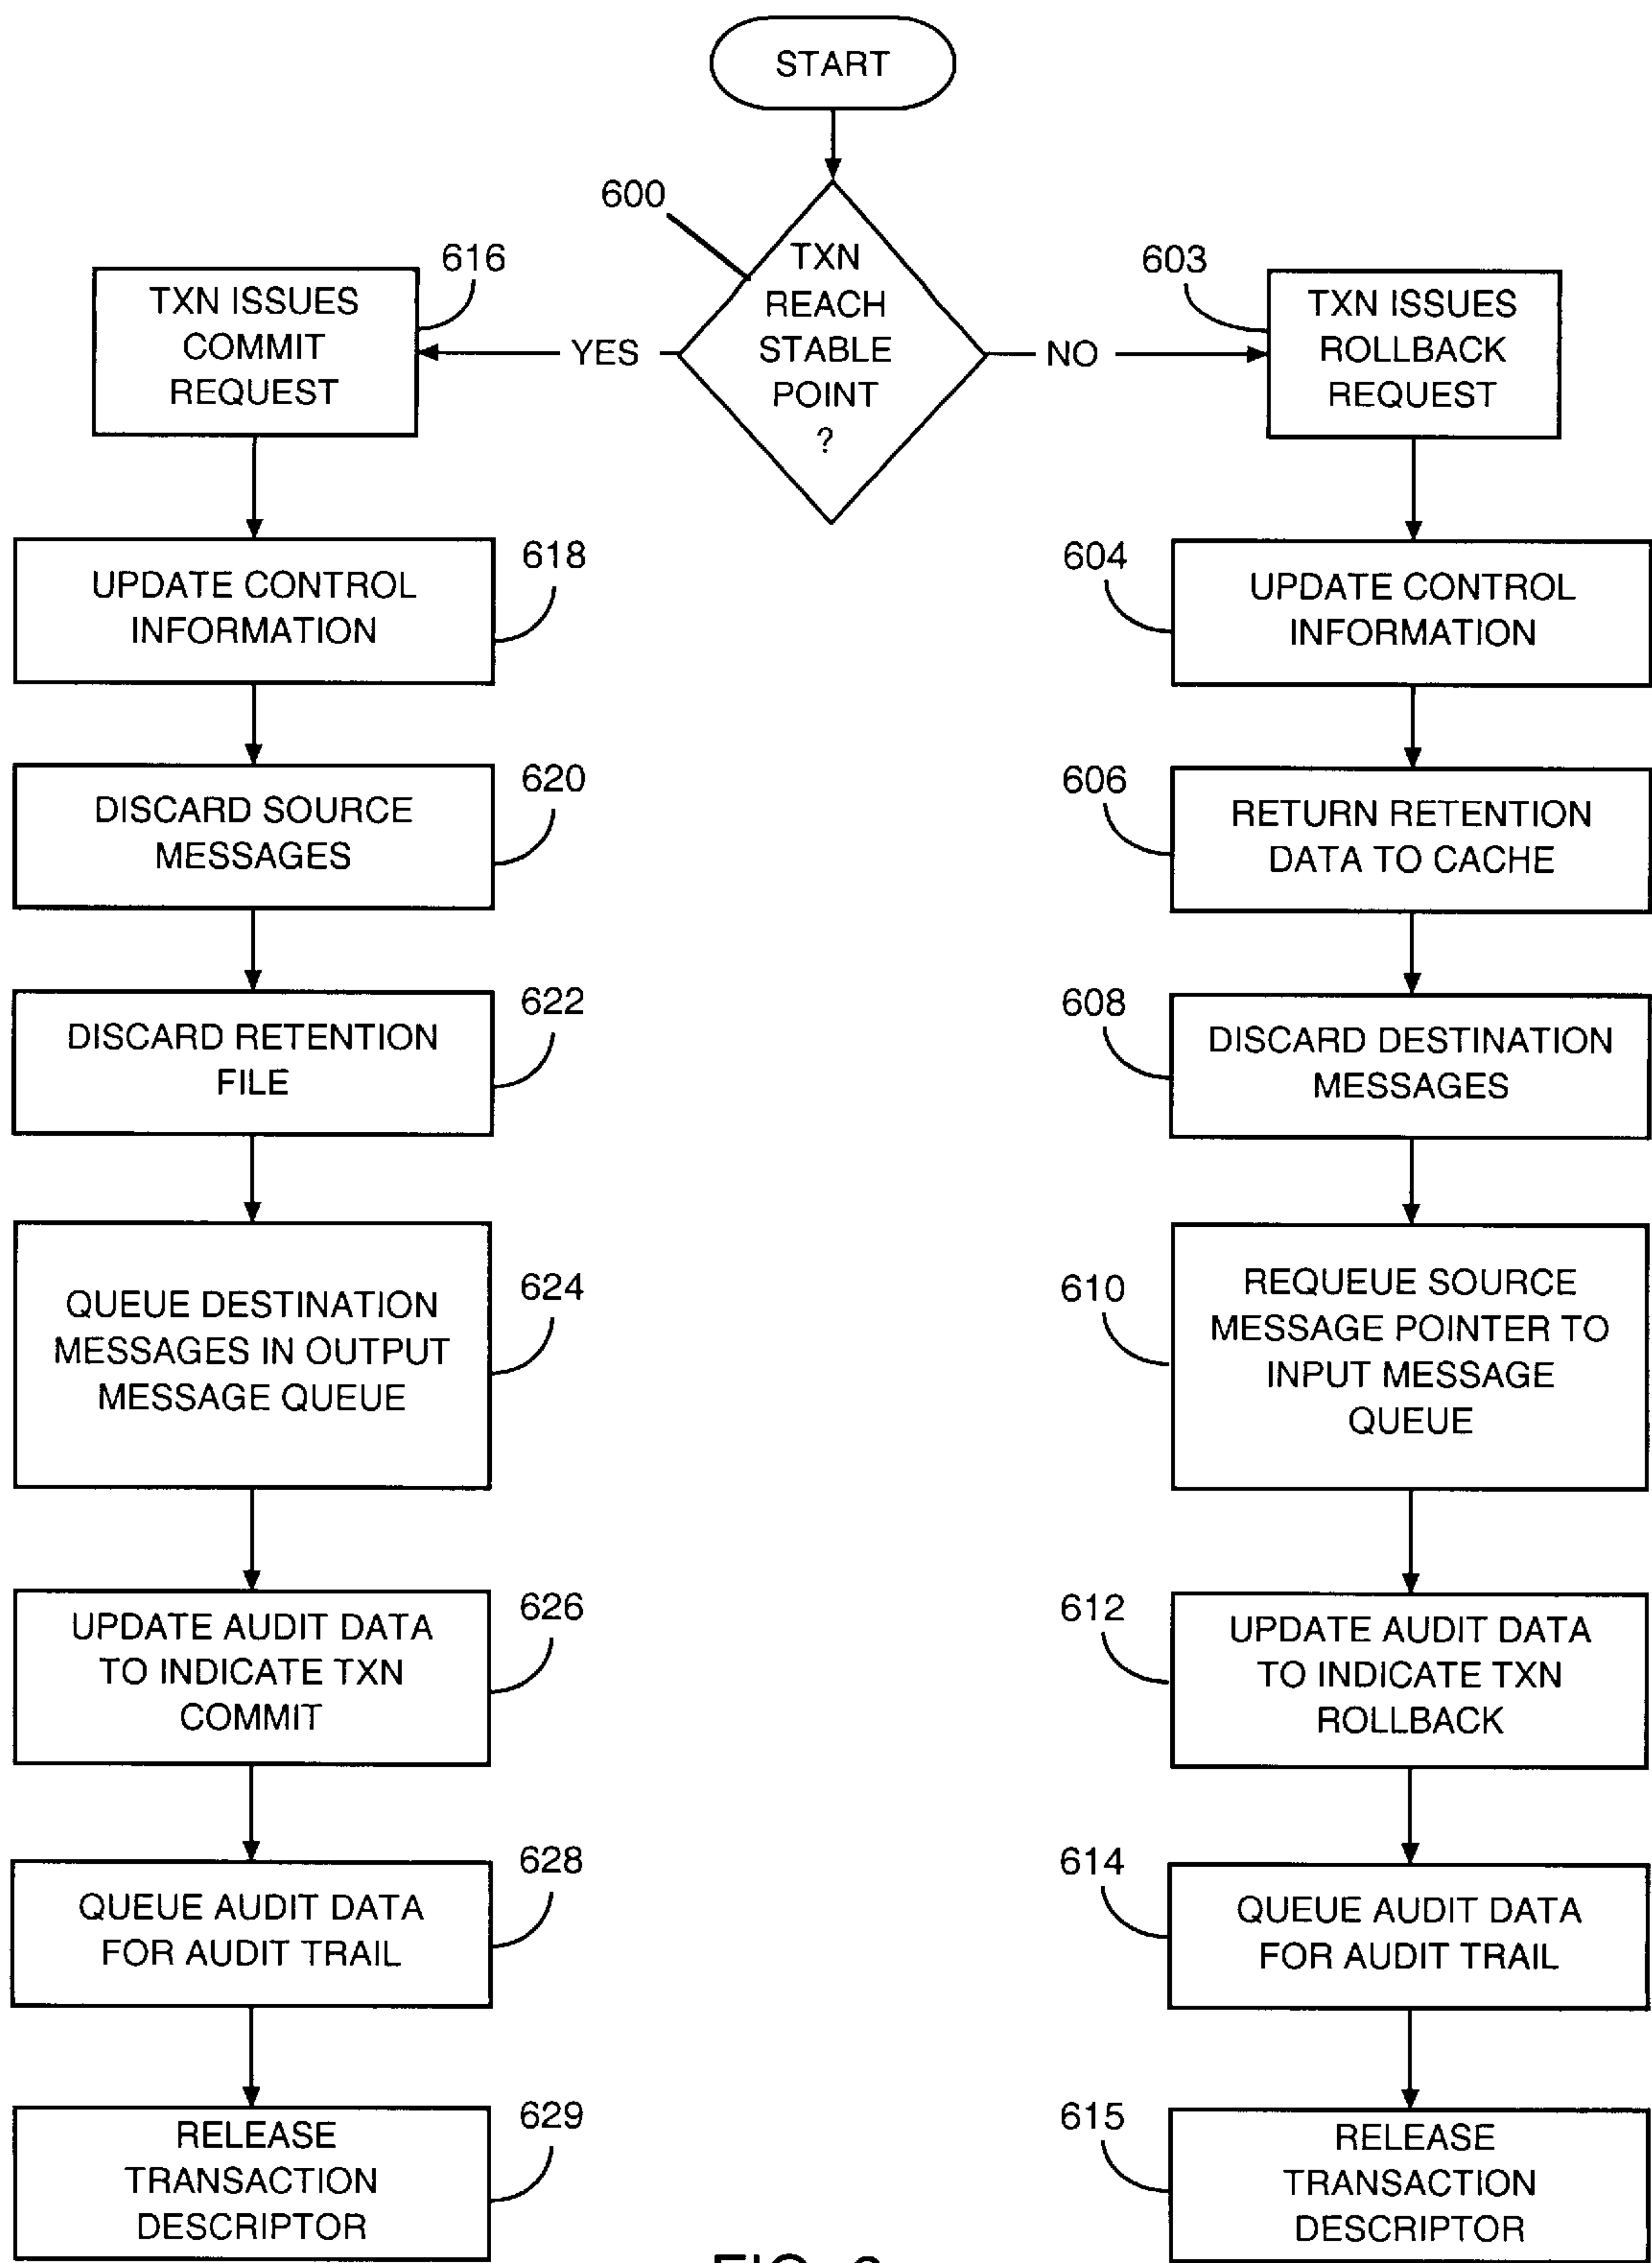 START
600
TXN
REACH
STABLE
POINT
?
YES
NO
616
TXN ISSUES
COMMIT
REQUEST
618
UPDATE CONTROL
INFORMATION
620
DISCARD SOURCE
MESSAGES
622
DISCARD RETENTION
FILE
624
QUEUE DESTINATION
MESSAGES IN OUTPUT
MESSAGE QUEUE
626
UPDATE AUDIT DATA
TO INDICATE TXN
COMMIT
628
QUEUE AUDIT DATA
FOR AUDIT TRAIL
629
RELEASE
TRANSACTION
DESCRIPTOR
603
TXN ISSUES
ROLLBACK
REQUEST
604
UPDATE CONTROL
INFORMATION
606
RETURN RETENTION
DATA TO CACHE
608
DISCARD DESTINATION
MESSAGES
610
REQUEUE SOURCE
MESSAGE POINTER TO
INPUT MESSAGE
QUEUE
612
UPDATE AUDIT DATA
TO INDICATE TXN
ROLLBACK
614
QUEUE AUDIT DATA
FOR AUDIT TRAIL
615
RELEASE
TRANSACTION
DESCRIPTOR